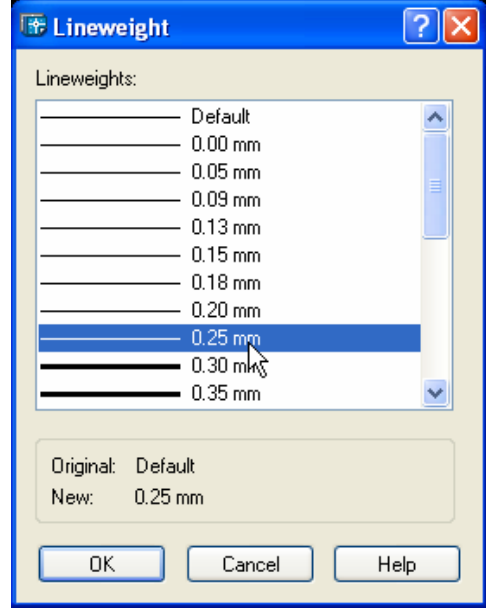 Lineweight
Lineweights:
Default
0.00 mm
0.05 mm
0.09 mm
0.13 mm
0.15 mm
0.18 mm
0.20 mm
0.25 mm
0.30 mm
0.35 mm
Original: Default
New: 0.25 mm
OK Cancel Help